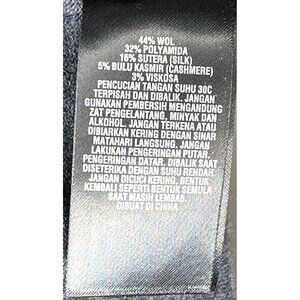 44% WOL
32% POLYAMIDA
16% SUTERA (SILK)
5% BULU KASMIR (CASHMERE)
3% VISKOSA
PENCUCIAN TANGAN SUHU 30C
TERPISAH DAN DIBALIK. JANGAN
GUNAKAN PEMBERSIH MENGANDUNG
ZAT PENGELANTANG, MINYAK DAN
ALKOHOL. JANGAN TERKENA ATAU
DIBIARKAN KERING DENGAN SINAR
MATAHARI LANGSUNG. JANGAN
LAKUKAN PENGERINGAN PUTAR.
PENGERINGAN DATAR. DIBALIK SAAT
DISETERIKA DENGAN SUHU RENDAH.
JANGAN DICUCI KERING. BENTUK
KEMBALI SEPERTI BENTUK SEMULA
SAAT MASIH LEMBAB.
DIBUAT DI CHINA